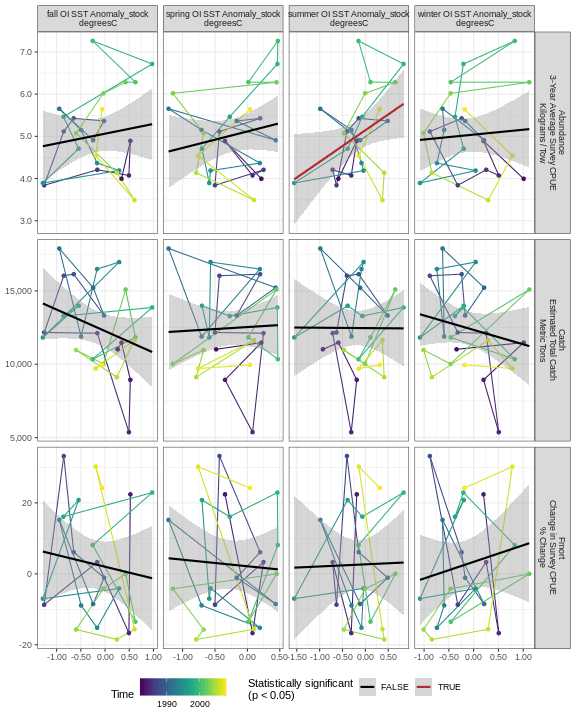 fall OI SST Anomaly_stock
degreesC
spring OI SST Anomaly_stock
degreesC
summer OI SST Anomaly_stock
degreesC
winter OI SST Anomaly_stock
degreesC
7.0
6.0
5.0
4.0
3.0
Abundance
3-Year Average Survey CPUE
Kilograms / Tow
15,000
10,000
5,000
Catch
Estimated Total Catch
Metric Tons
20
0
-20
Fmort
Change in Survey CPUE
% Change
-1.00 -0.50 0.00 0.50 1.00
-1.00 -0.50 0.00 0.50
-1.50 -1.00 -0.50 0.00 0.50
-1.00 -0.50 0.00 0.50 1.00
Time
1990 2000
Statistically significant
(p < 0.05)
FALSE
TRUE